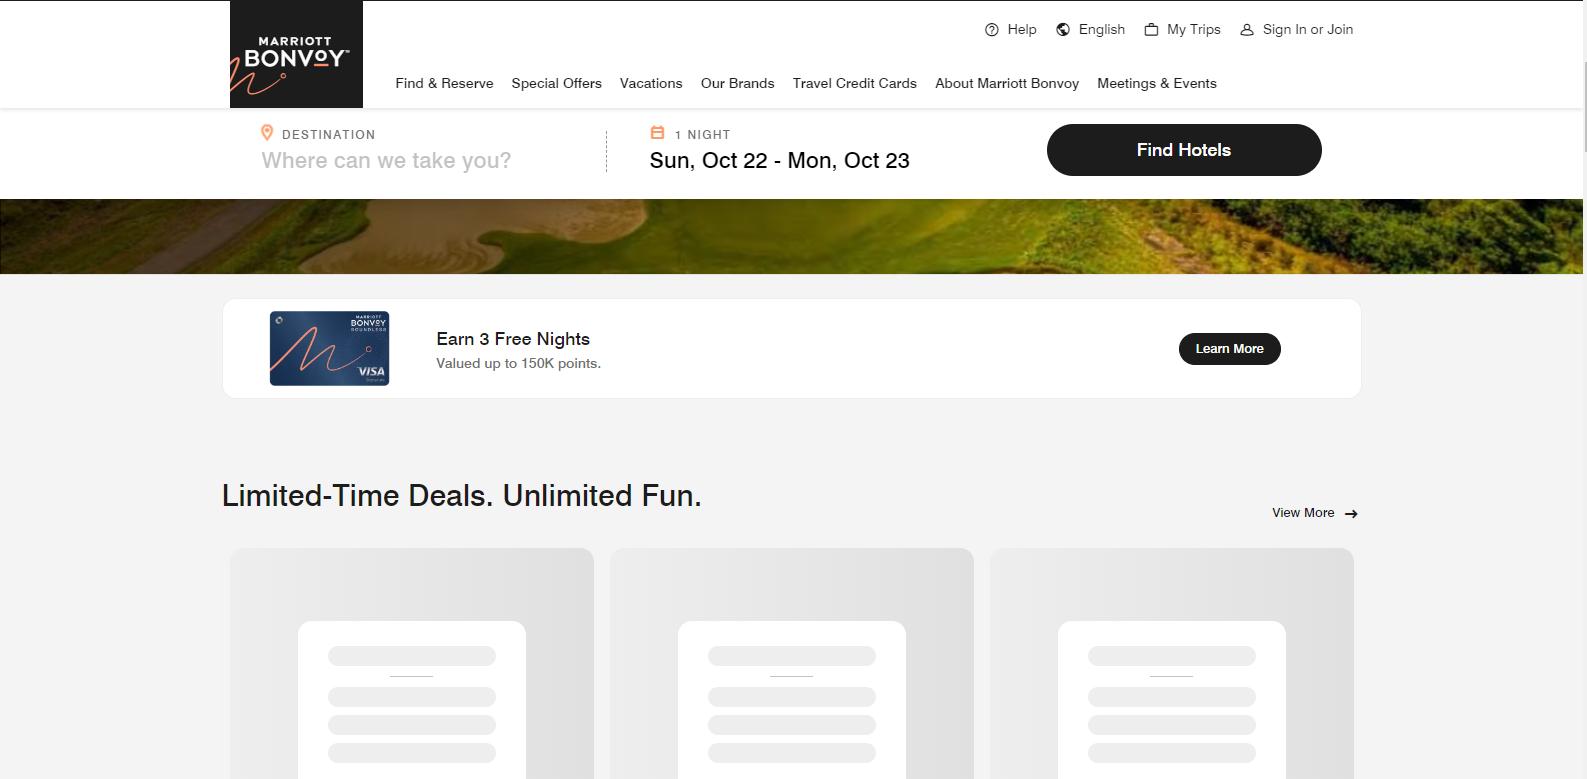 MARRIOTT
BONVOY™
Help
English
My Trips
Sign In or Join
Find & Reserve
Special Offers
Vacations
Our Brands
Travel Credit Cards
About Marriott Bonvoy
Meetings & Events
DESTINATION
Where can we take you?
1 NIGHT
Sun, Oct 22 - Mon, Oct 23
Find Hotels
MARRIOTT
BONVOY
BOUNDLESS
VISA
Signature
Earn 3 Free Nights
Valued up to 150K points.
Learn More
Limited-Time Deals. Unlimited Fun.
View More